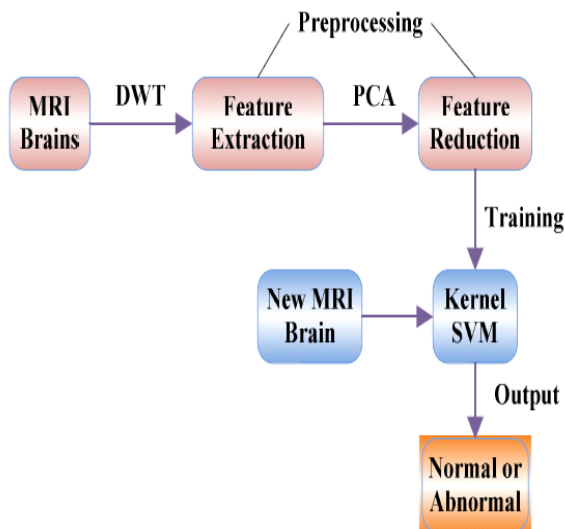 Preprocessing
MRI
Brains
DWT
Feature
Extraction
PCA
Feature
Reduction
Training
New MRI
Brain
Kernel
SVM
Output
Normal or
Abnormal